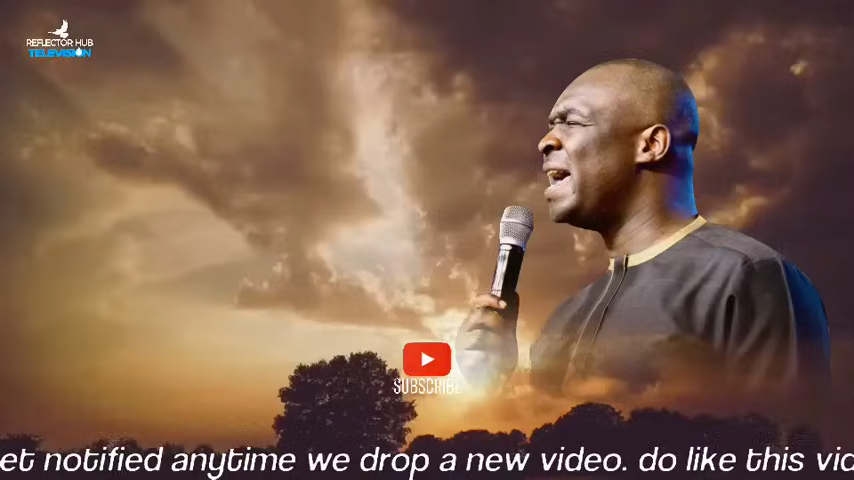 REFLECTOR HUB
TELEVISION
SUBSCRIBE
et notified anytime we drop a new video. do like this vid